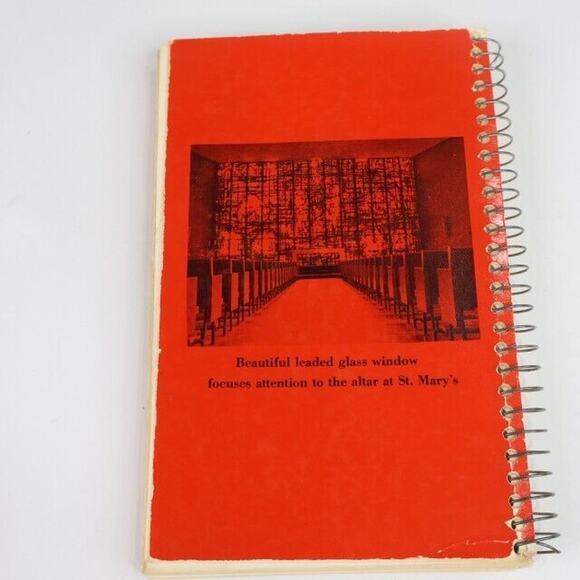 Beautiful leaded glass window
focuses attention to the altar at St. Mary's